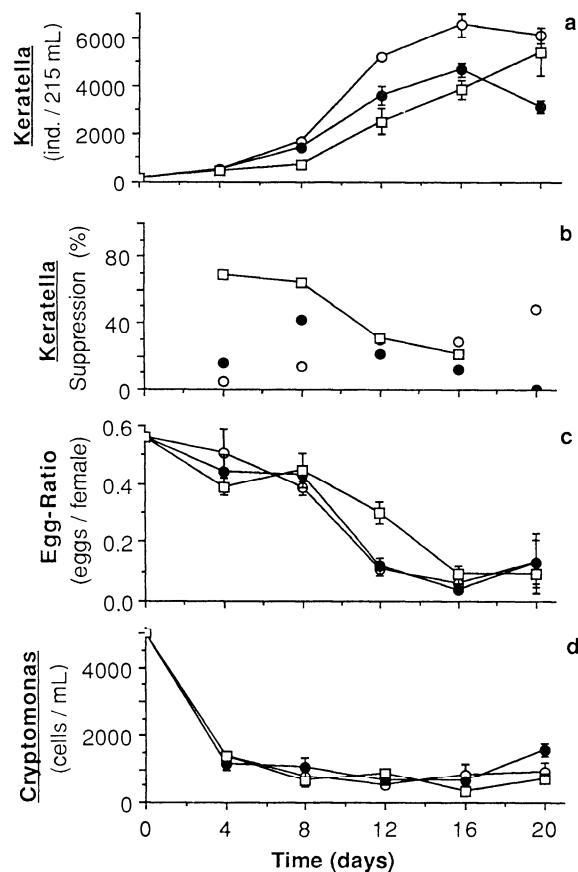 a
Keratella
(ind. / 215 mL)
6000
4000
2000
0
b
Keratella
Suppression (%)
80
40
0
c
Egg-Ratio
(eggs / female)
0.6
0.4
0.2
0.0
d
Cryptomonas
(cells / mL)
4000
2000
0
0 4 8 12 16 20
Time (days)